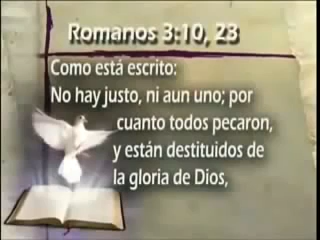 Romanos 3:10, 23
Como está escrito:
No hay justo, ni aun uno; por
cuanto todos pecaron,
y están destituidos de
la gloria de Dios,